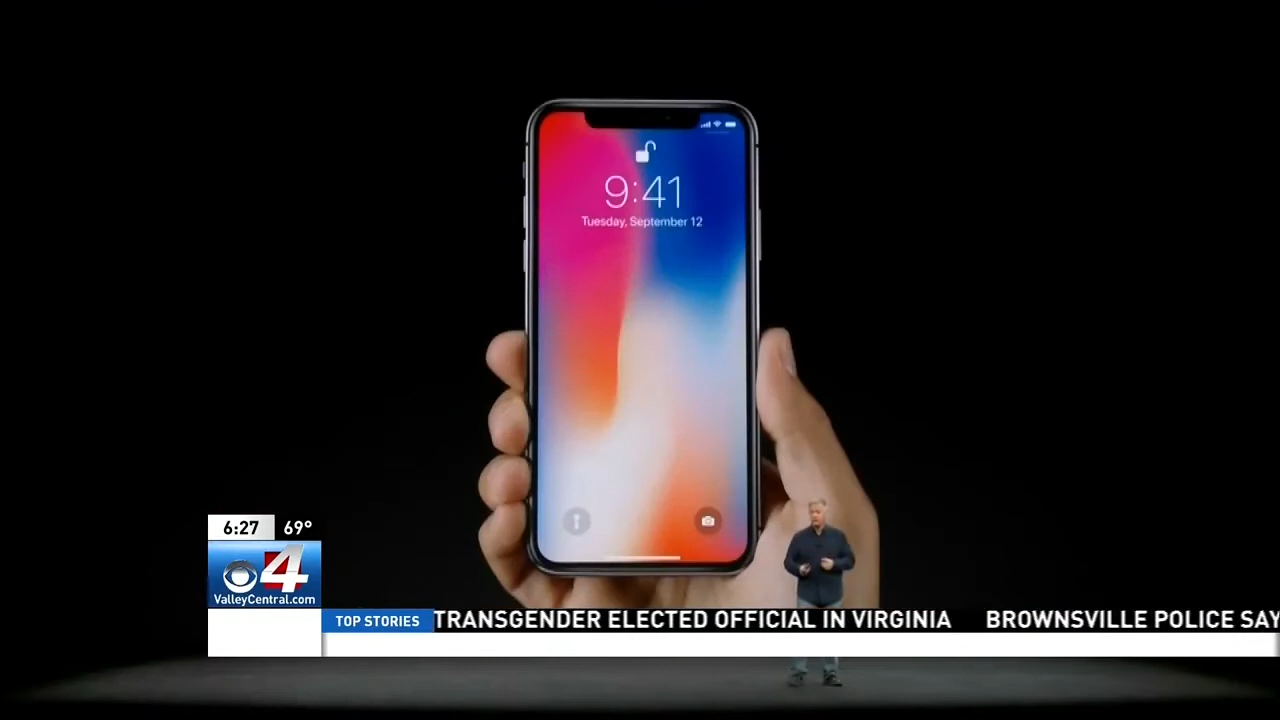 9:41
Tuesday, September 12
6:27 69°
4
ValleyCentral.com
TOP STORIES TRANSGENDER ELECTED OFFICIAL IN VIRGINIA BROWNSVILLE POLICE SAY